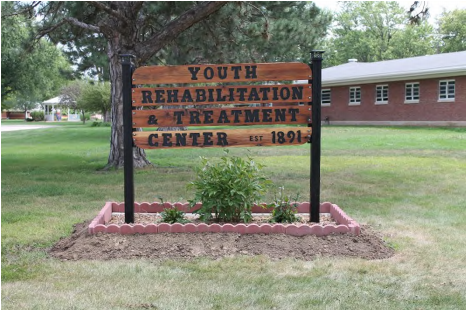 YOUTH
REHABILITATION
& TREATMENT
CENTER EST 1891